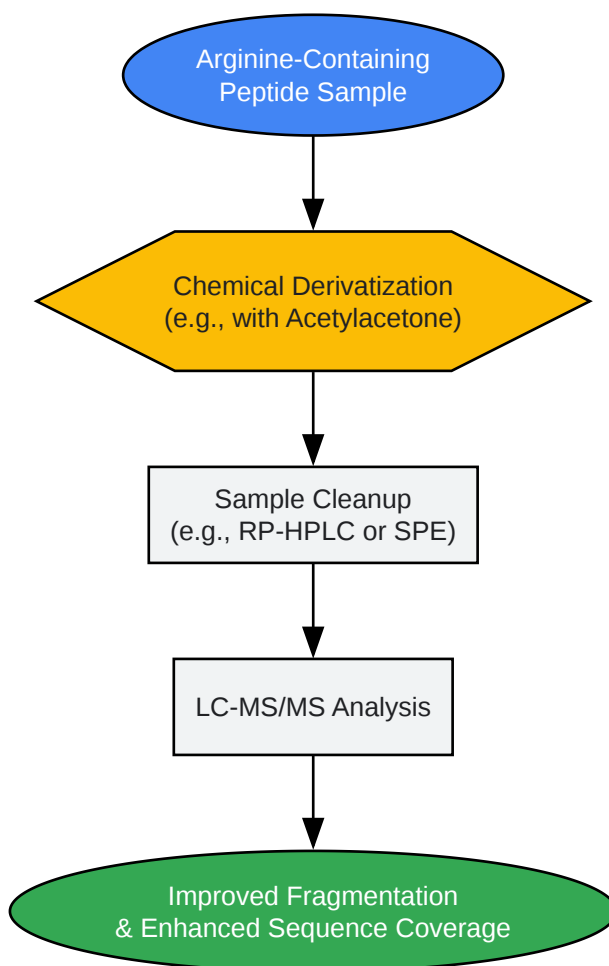 Arginine-Containing
Peptide Sample
Chemical Derivatization
(e.g., with Acetylacetone)
Sample Cleanup
(e.g., RP-HPLC or SPE)
LC-MS/MS Analysis
Improved Fragmentation
& Enhanced Sequence Coverage